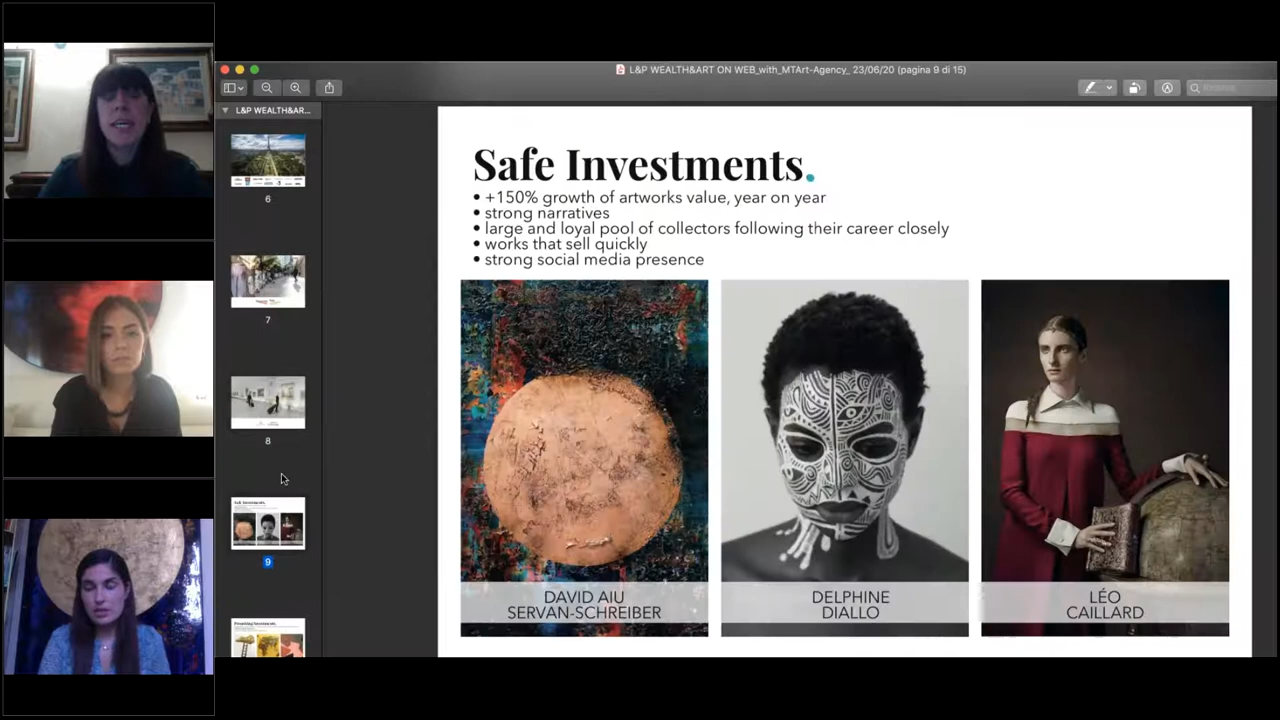 L&P WEALTH&ART ON WEB_with_MTArt-Agency_ 23/06/20 (pagina 9 di 15)
L&P WEALTH&AR...
6
7
8
9
Safe Investments.
• +150% growth of artworks value, year on year
• strong narratives
• large and loyal pool of collectors following their career closely
• works that sell quickly
• strong social media presence
DAVID AIU
SERVAN-SCHREIBER
DELPHINE
DIALLO
LÉO
CAILLARD